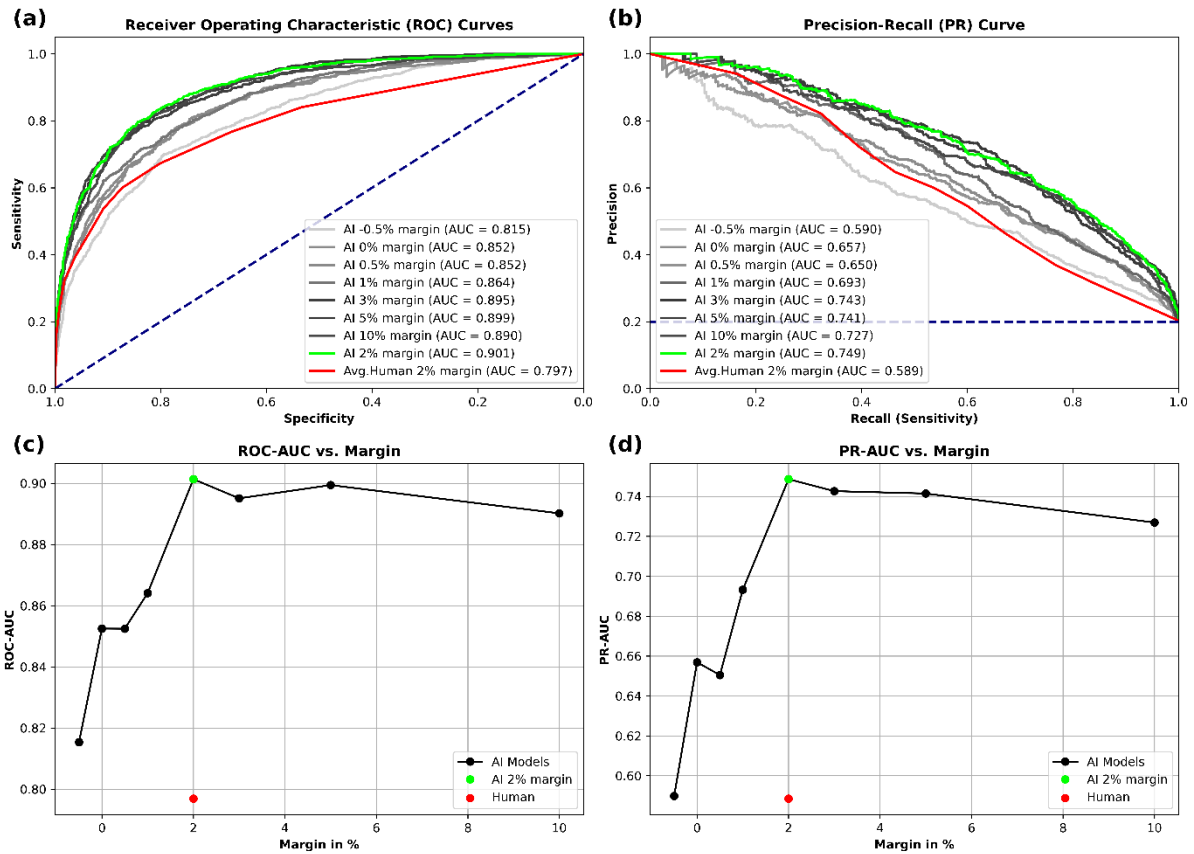 (a)
Receiver Operating Characteristic (ROC) Curves
1.0
0.8
0.6
0.4
0.2
0.0
Sensitivity
1.0 0.8 0.6 0.4 0.2 0.0
Specificity
AI -0.5% margin (AUC = 0.815)
AI 0% margin (AUC = 0.852)
AI 0.5% margin (AUC = 0.852)
AI 1% margin (AUC = 0.864)
AI 3% margin (AUC = 0.895)
AI 5% margin (AUC = 0.899)
AI 10% margin (AUC = 0.890)
AI 2% margin (AUC = 0.901)
Avg.Human 2% margin (AUC = 0.797)
(b)
Precision-Recall (PR) Curve
1.0
0.8
0.6
0.4
0.2
0.0
Precision
0.0 0.2 0.4 0.6 0.8 1.0
Recall (Sensitivity)
AI -0.5% margin (AUC = 0.590)
AI 0% margin (AUC = 0.657)
AI 0.5% margin (AUC = 0.650)
AI 1% margin (AUC = 0.693)
AI 3% margin (AUC = 0.743)
AI 5% margin (AUC = 0.741)
AI 10% margin (AUC = 0.727)
AI 2% margin (AUC = 0.749)
Avg.Human 2% margin (AUC = 0.589)
(c)
ROC-AUC vs. Margin
0.90
0.88
0.86
0.84
0.82
0.80
ROC-AUC
0 2 4 6 8 10
Margin in %
AI Models
AI 2% margin
Human
(d)
PR-AUC vs. Margin
0.74
0.72
0.70
0.68
0.66
0.64
0.62
0.60
PR-AUC
0 2 4 6 8 10
Margin in %
AI Models
AI 2% margin
Human